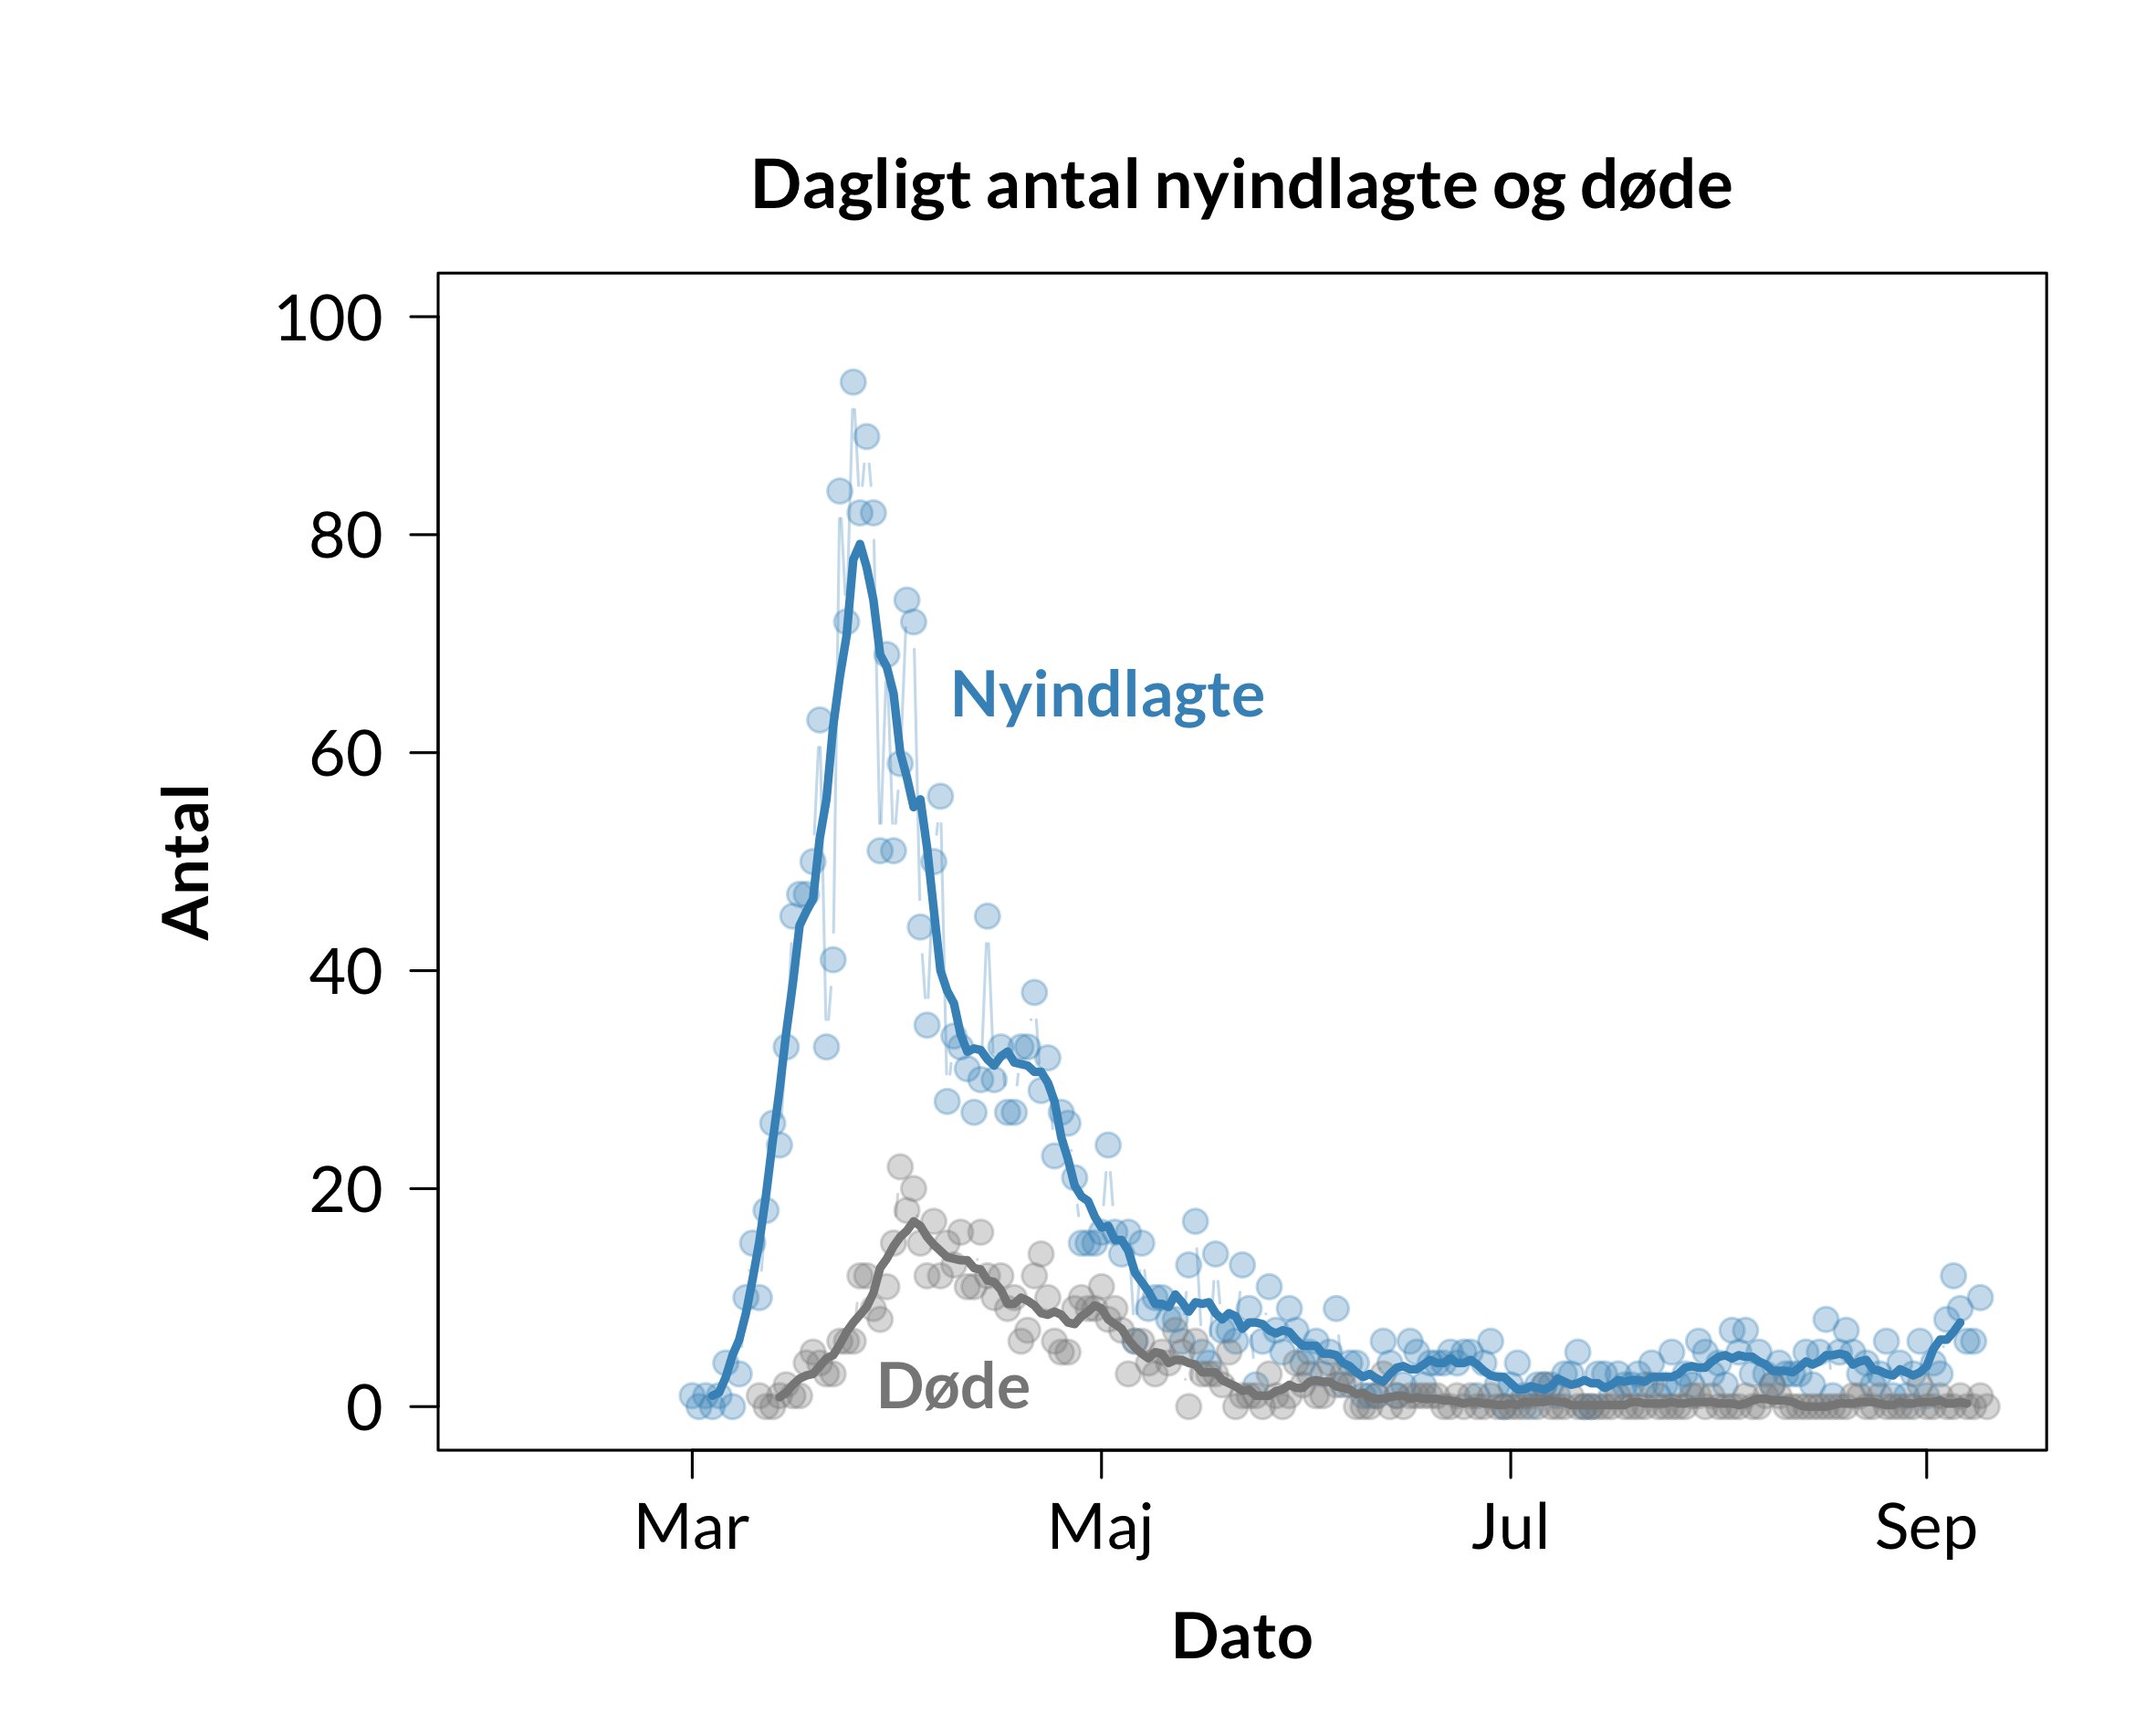 Dagligt antal nyindlagte og døde
100
80
60
40
20
0
Antal
Nyindlagte
Døde
Mar
Maj
Jul
Sep
Dato